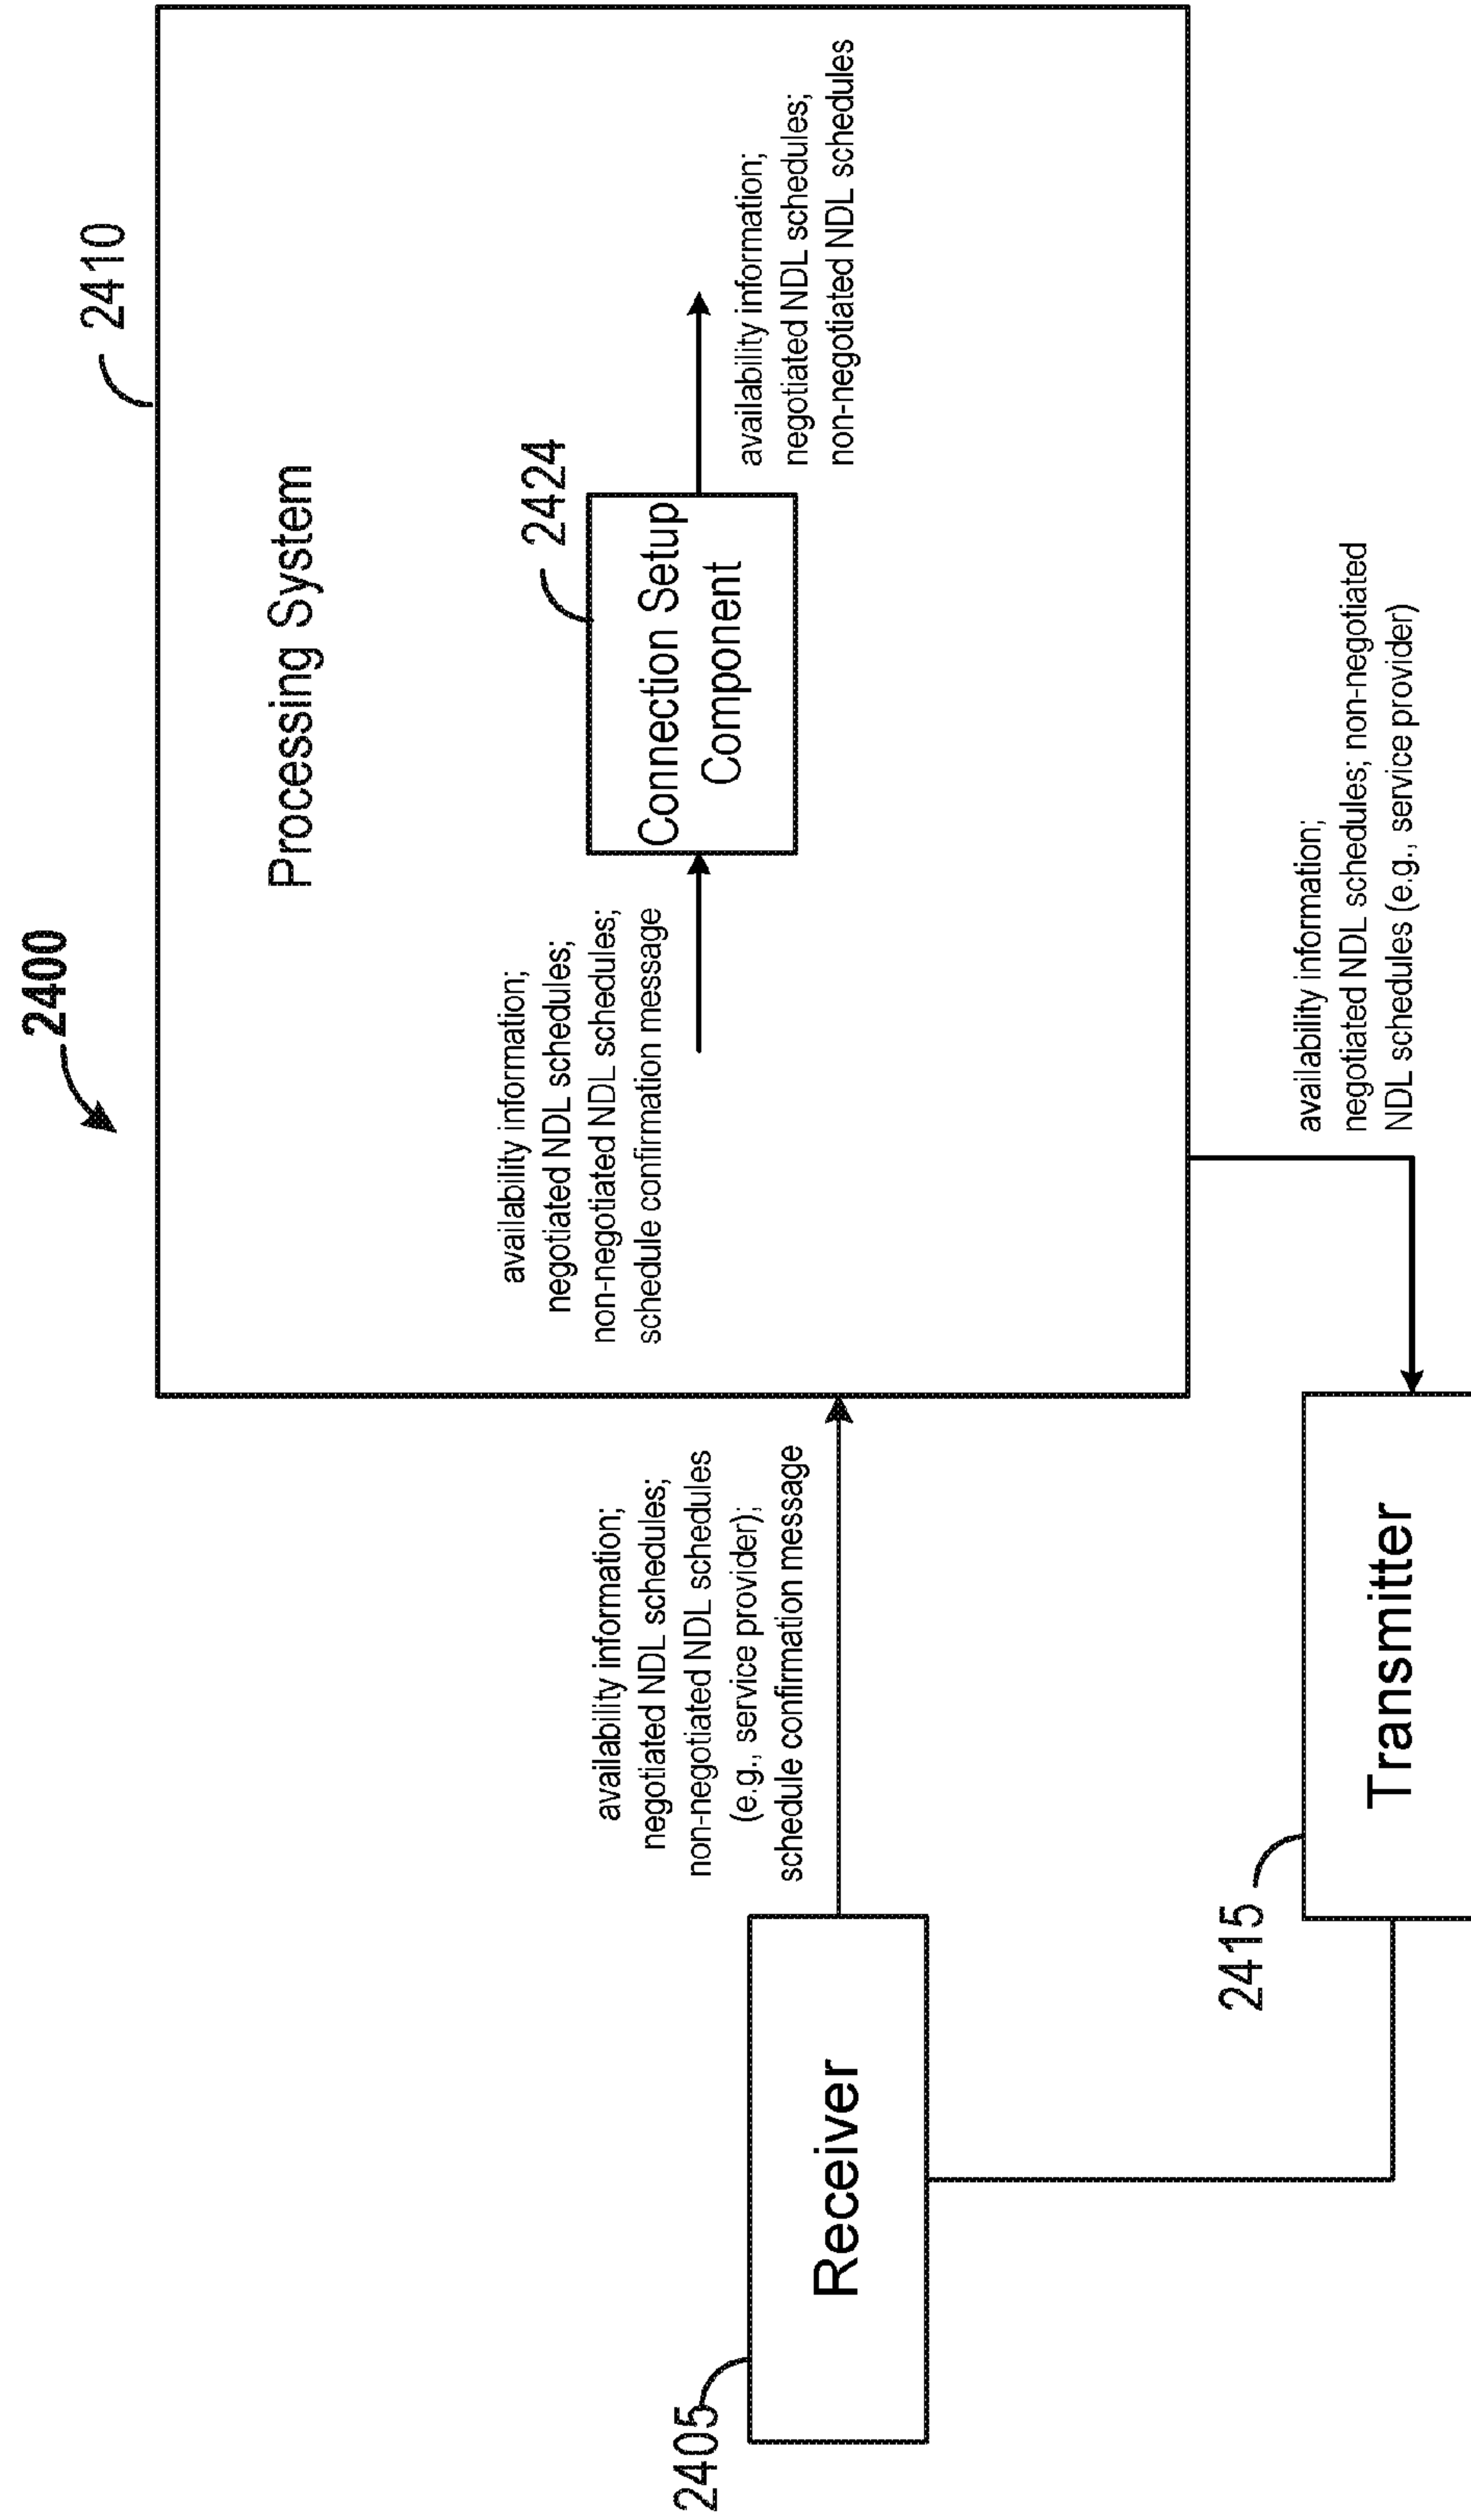 2400
2410
Processing System
2424
Connection Setup
Component
availability information;
negotiated NDL schedules;
non-negotiated NDL schedules;
schedule confirmation message
availability information;
negotiated NDL schedules;
non-negotiated NDL schedules
availability information;
negotiated NDL schedules;
non-negotiated NDL schedules
(e.g., service provider);
schedule confirmation message
2405
Receiver
availability information;
negotiated NDL schedules; non-negotiated
NDL schedules (e.g., service provider)
2415
Transmitter